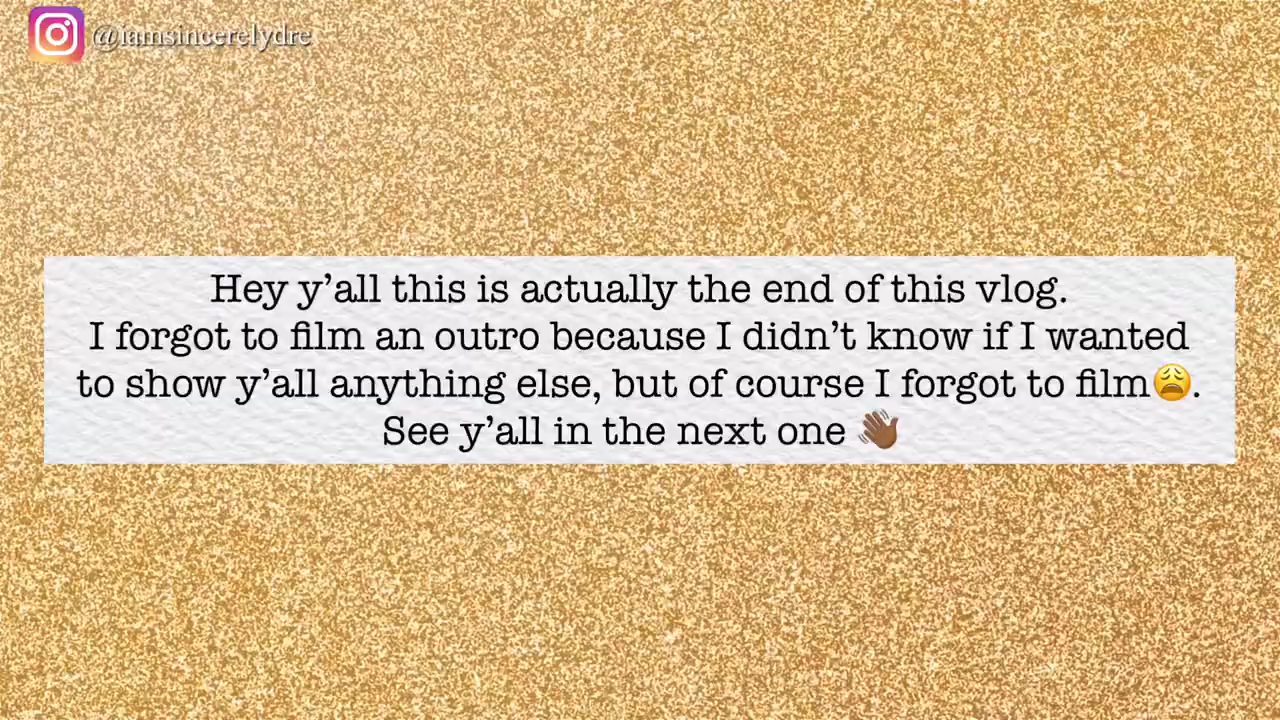 @iamsincerelydre
Hey y’all this is actually the end of this vlog.
I forgot to film an outro because I didn’t know if I wanted
to show y’all anything else, but of course I forgot to film😩.
See y’all in the next one 👋🏾